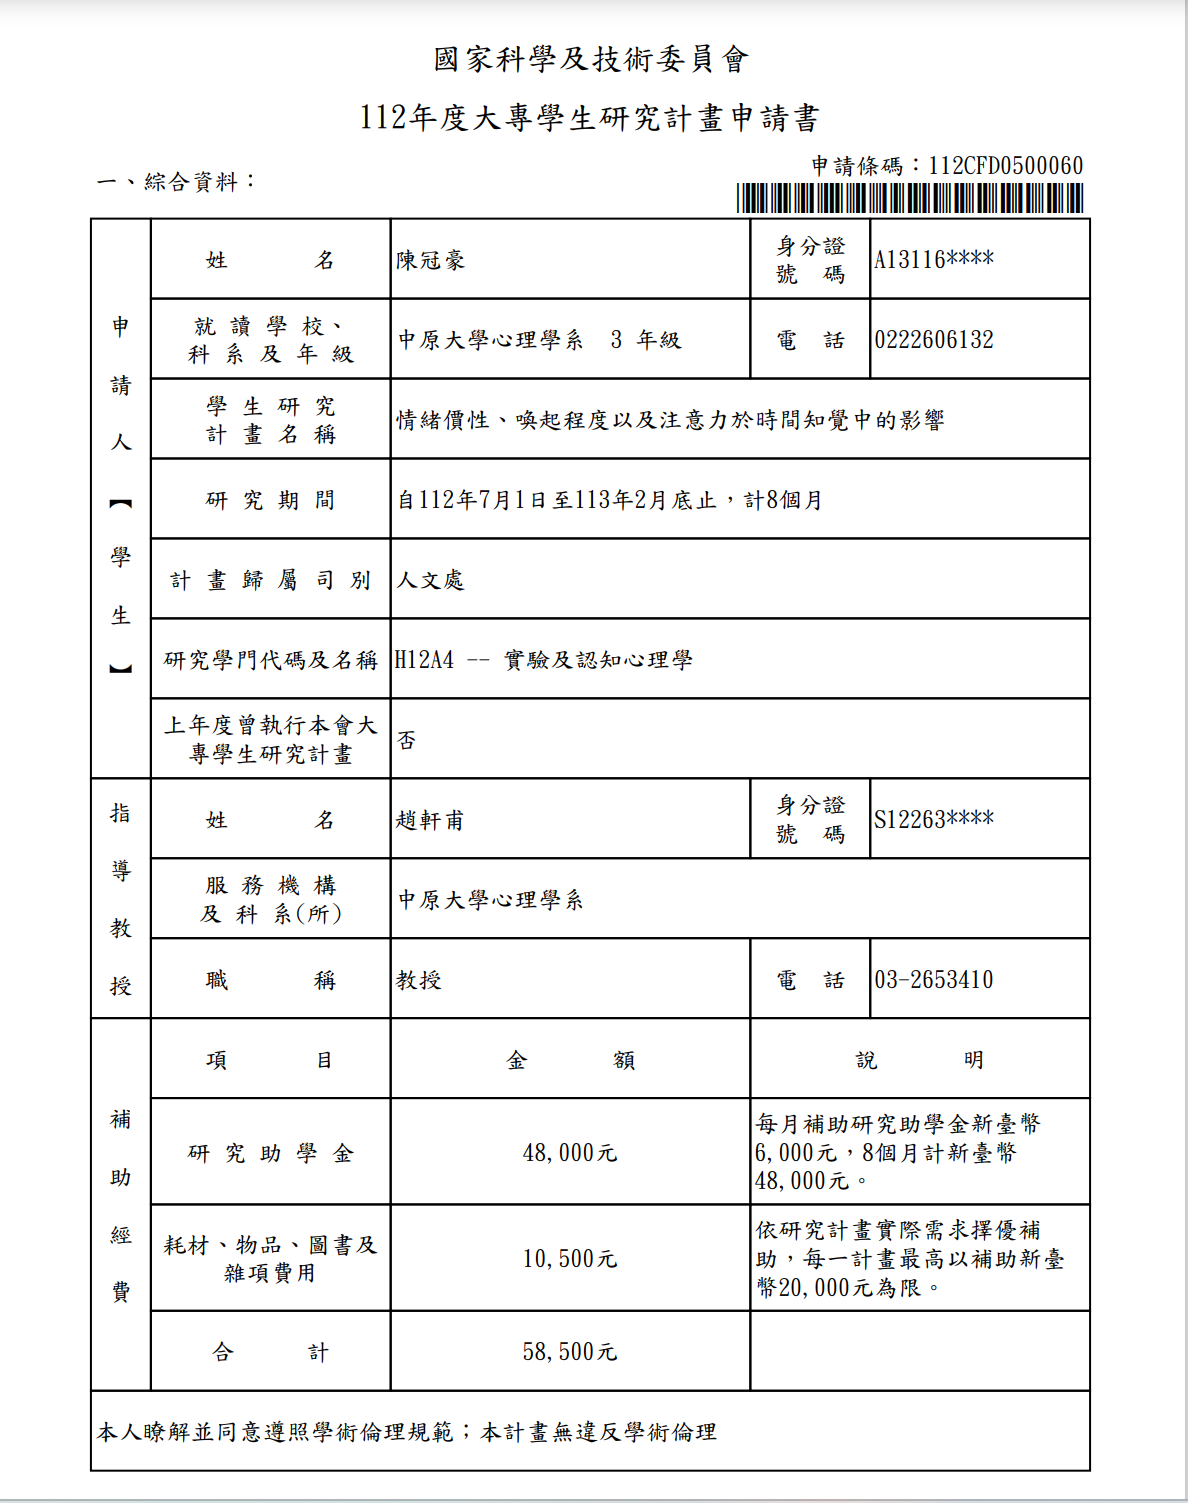 國家科學及技術委員會
112年度大專學生研究計畫申請書
申請條碼：112CFD0500060
一、綜合資料：
申請人【學生】
姓 名
陳冠豪
身分證
號 碼
A13116****
就讀學校、
科系及年級
中原大學心理學系 3 年級
電 話
0222606132
學生研究
計畫名稱
情緒價性、喚起程度以及注意力於時間知覺中的影響
研究期間
自112年7月1日至113年2月底止，計8個月
計畫歸屬司別
人文處
研究學門代碼及名稱
H12A4 -- 實驗及認知心理學
上年度曾執行本會大
專學生研究計畫
否
指導教授
姓 名
趙軒甫
身分證
號 碼
S12263****
服務機構
及科系(所)
中原大學心理學系
職 稱
教授
電 話
03-2653410
補助經費
項 目
金 額
說 明
研究助學金
48,000元
每月補助研究助學金新臺幣
6,000元，8個月計新臺幣
48,000元。
耗材、物品、圖書及
雜項費用
10,500元
依研究計畫實際需求擇優補
助，每一計畫最高以補助新臺
幣20,000元為限。
合 計
58,500元
本人瞭解並同意遵照學術倫理規範；本計畫無違反學術倫理